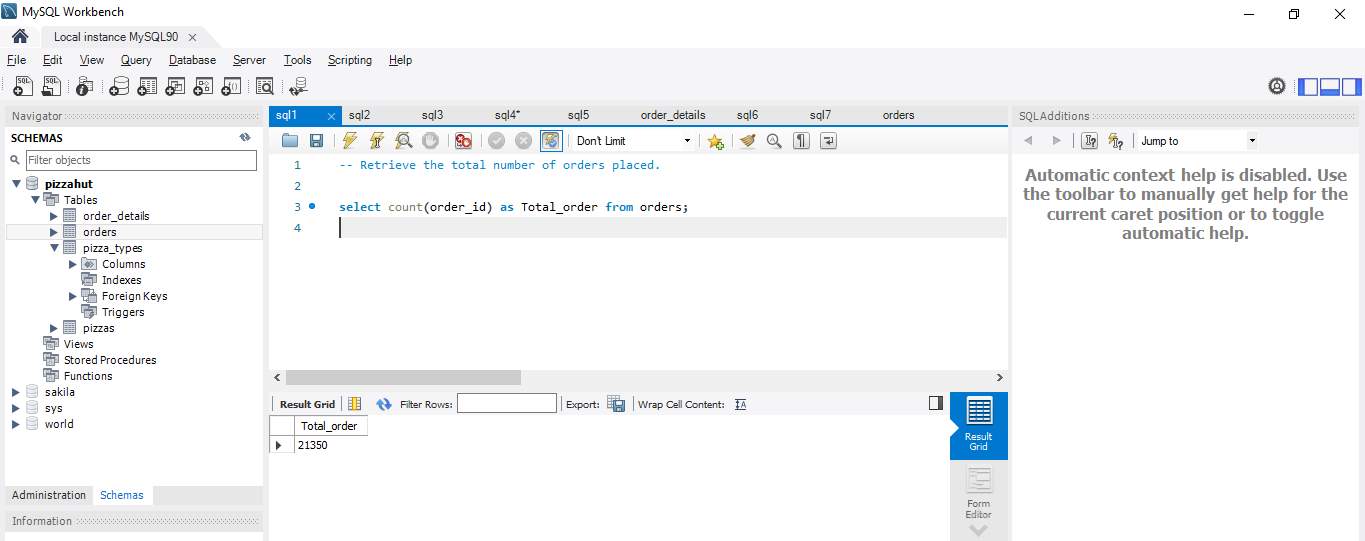 MySQL Workbench
Local instance MySQL90
File Edit View Query Database Server Tools Scripting Help
Navigator
SCHEMAS
Filter objects
pizzahut
Tables
order_details
orders
pizza_types
Columns
Indexes
Foreign Keys
Triggers
pizzas
Views
Stored Procedures
Functions
sakila
sys
world
Administration Schemas
Information
sql1 sql2 sql3 sql4* sql5 order_details sql6 sql7 orders
Don't Limit
1 -- Retrieve the total number of orders placed.
2
3 select count(order_id) as Total_order from orders;
4
Result Grid Filter Rows: Export: Wrap Cell Content:
Total_order
21350
Result
Grid
Form
Editor
SQLAdditions
Jump to
Automatic context help is disabled. Use
the toolbar to manually get help for the
current caret position or to toggle
automatic help.